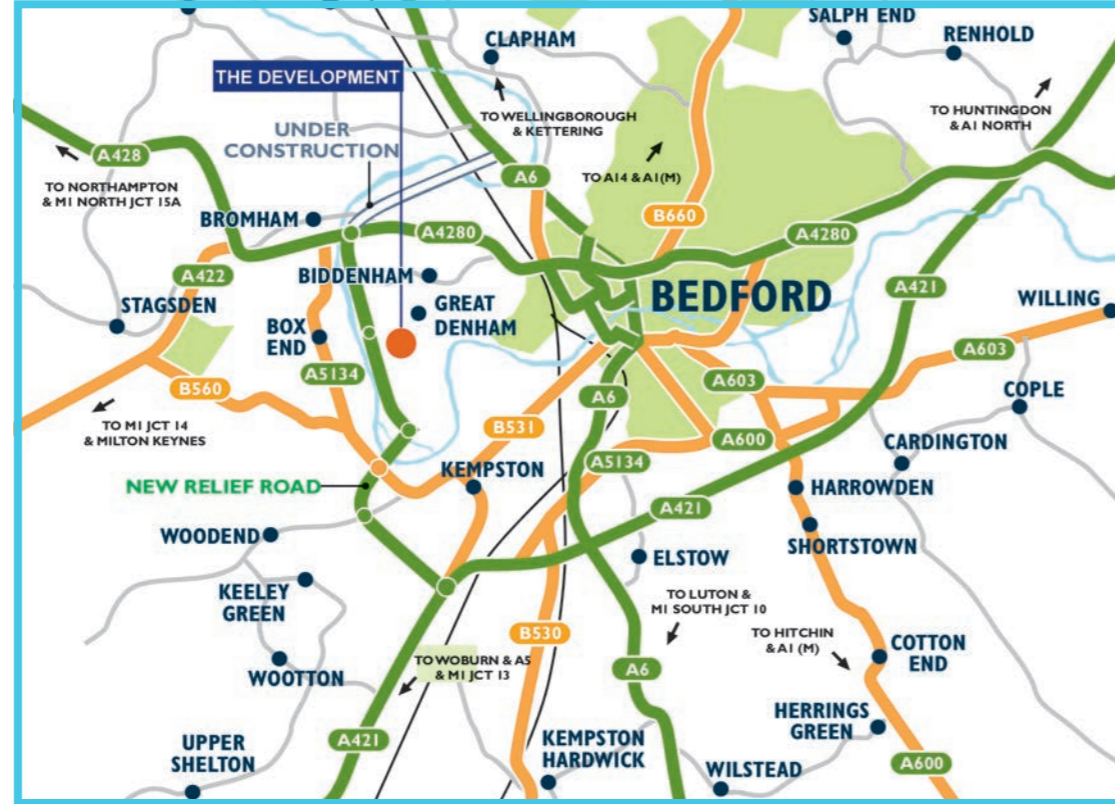 SALPH END
CLAPHAM
RENHOLD
THE DEVELOPMENT
TO WELLINGBOROUGH
& KETTERING
TO HUNTINGDON
& A1 NORTH
UNDER
CONSTRUCTION
A428
A6
TO A14 & A1(M)
TO NORTHAMPTON
& M1 NORTH JCT 15A
BROMHAM
B660
A4280
A4280
A422
BIDDENHAM
A421
STAGSDEN
GREAT
DENHAM
BEDFORD
WILLING
BOX
END
A603
A5134
B560
A603
A6
COPLE
TO M1 JCT 14
& MILTON KEYNES
B531
A600
CARDINGTON
KEMPSTON
A5134
NEW RELIEF ROAD
HARROWDEN
A421
WOODEND
SHORTSTOWN
ELSTOW
KEELEY
GREEN
TO LUTON &
M1 SOUTH JCT 10
B530
TO HITCHIN
& A1 (M)
COTTON
END
WOOTTON
TO WOBURN & A5
& M1 JCT 13
A6
HERRINGS
GREEN
A421
UPPER
SHELTON
KEMPSTON
HARDWICK
WILSTEAD
A600